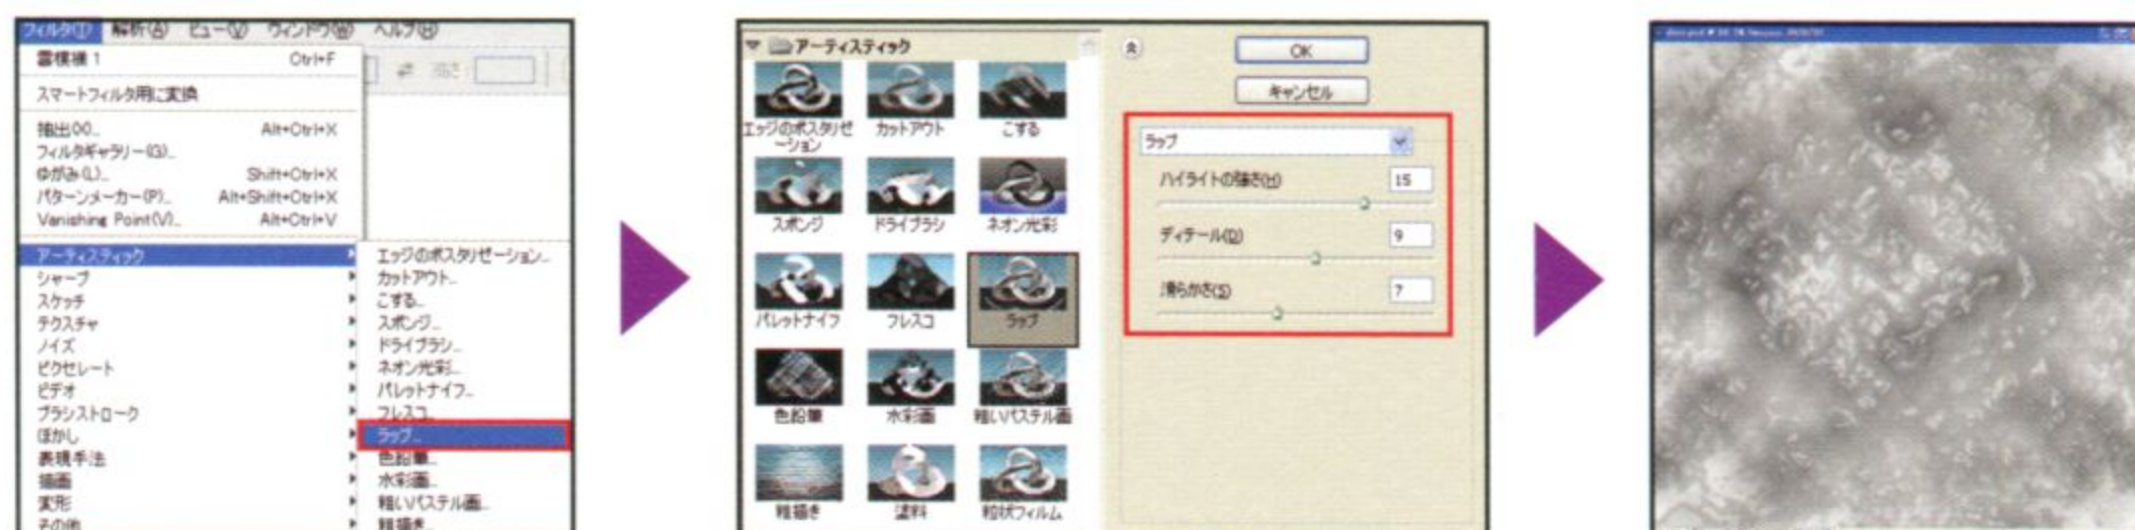 フィルタ(T) 解析(A) ビュー(V) ウィンドウ(W) ヘルプ(H)
雲模様 1 Ctrl+F
スマートフィルタ用に変換
抽出(X)... Alt+Ctrl+X
フィルタギャラリー(G)...
ゆがみ(L)... Shift+Ctrl+X
パターンメーカー(P)... Alt+Shift+Ctrl+X
Vanishing Point(V)... Alt+Ctrl+V
アーティスティック
シャープ
スケッチ
テクスチャ
ノイズ
ピクセレート
ビデオ
ブラシストローク
ぼかし
表現手法
描画
変形
その他
高さ:
エッジのポスタリゼーション...
カットアウト...
こする...
スポンジ...
ドライブラシ...
ネオン光彩...
パレットナイフ...
フレスコ...
ラップ...
色鉛筆...
水彩画...
粗いパステル画...
粗描き...
アーティスティック
エッジのポスタリゼ
ーション
カットアウト
こする
スポンジ
ドライブラシ
ネオン光彩
パレットナイフ
フレスコ
ラップ
色鉛筆
水彩画
粗いパステル画
粗描き
塗料
粒状フィルム
OK
キャンセル
ラップ
ハイライトの強さ(H) 15
ディテール(D) 9
滑らかさ(S) 7